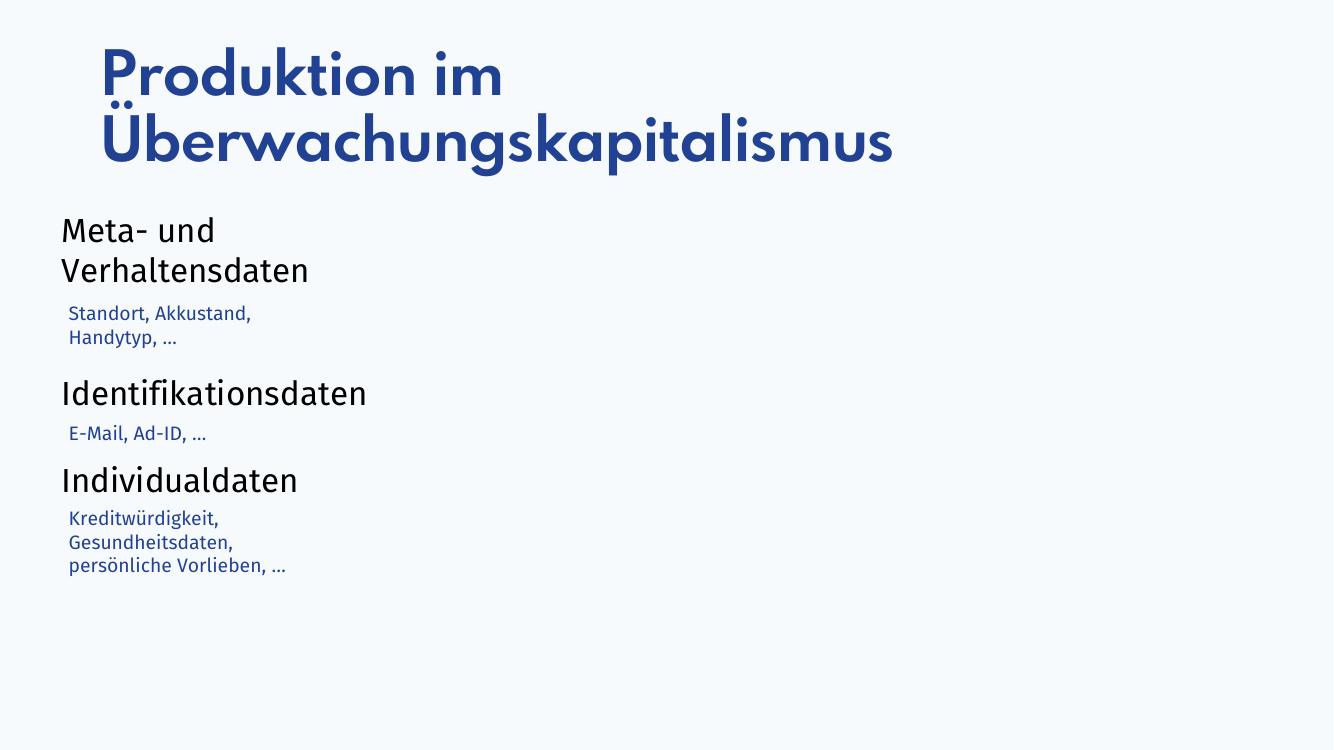 Produktion im
Überwachungskapitalismus
Meta- und
Verhaltensdaten
Standort, Akkustand,
Handytyp, ...
Identifikationsdaten
E-Mail, Ad-ID, ...
Individualdaten
Kreditwürdigkeit,
Gesundheitsdaten,
persönliche Vorlieben, ...